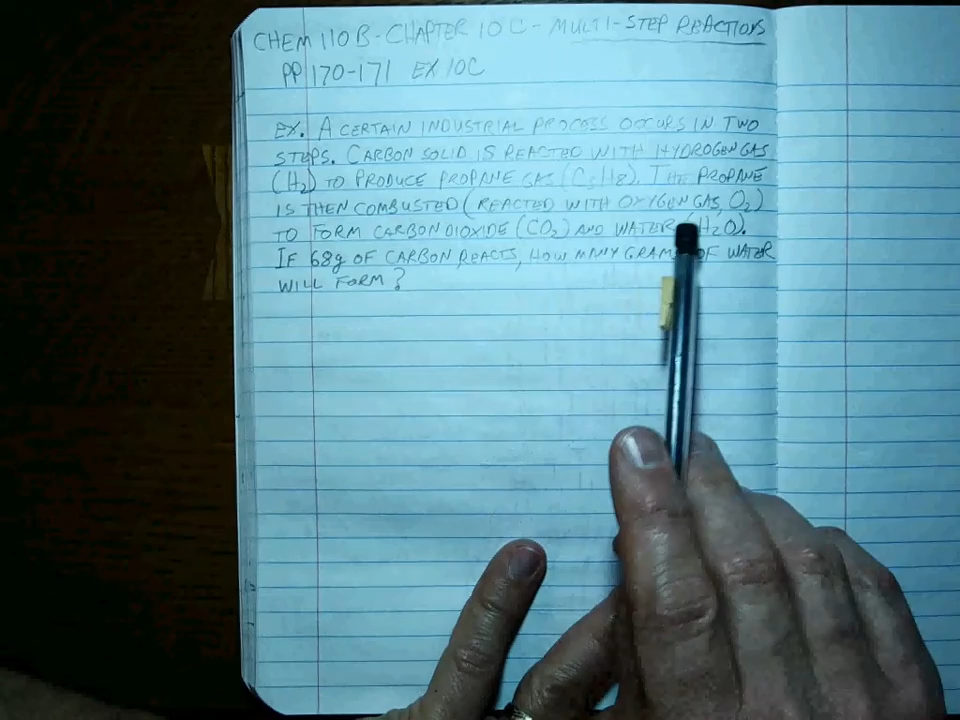 CHEM 110B - CHAPTER 10C - MULTI-STEP REACTIONS
PP 170-171 EX 10C
EX. A CERTAIN INDUSTRIAL PROCESS OCCURS IN TWO
STEPS. CARBON SOLID IS REACTED WITH HYDROGEN GAS
(H2) TO PRODUCE PROPANE GAS (C3H8). THE PROPANE
IS THEN COMBUSTED (REACTED WITH OXYGEN GAS, O2)
TO FORM CARBON DIOXIDE (CO2) AND WATER (H2O).
IF 68g OF CARBON REACTS, HOW MANY GRAMS OF WATER
WILL FORM?